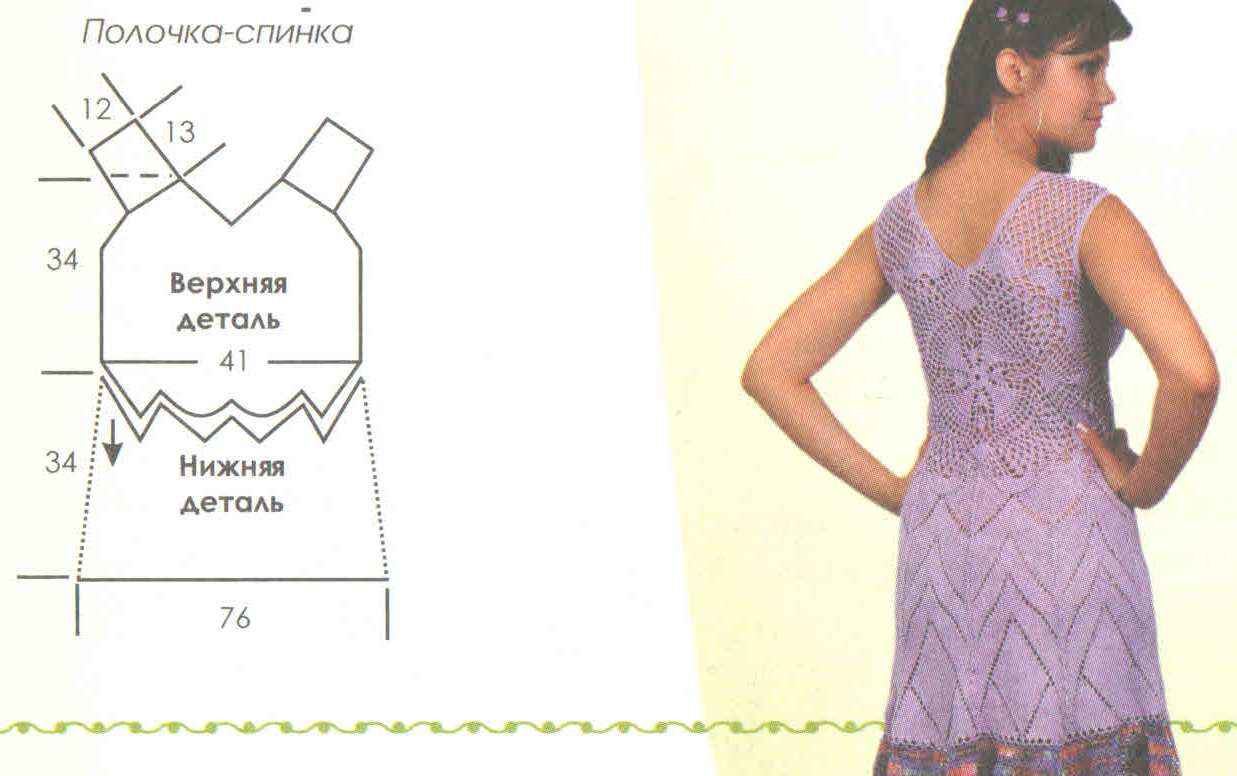 Полочка-спинка
12
13
34
Верхняя
деталь
41
34
Нижняя
деталь
76